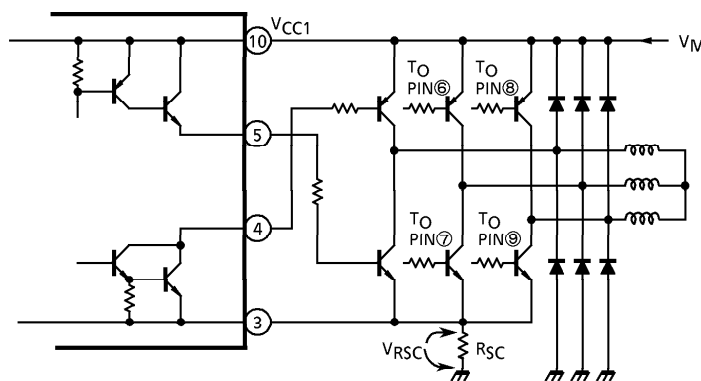 10
VCC1
VM
TO
PIN⑥
TO
PIN⑧
5
4
TO
PIN⑦
TO
PIN⑨
3
VRSC
RSC